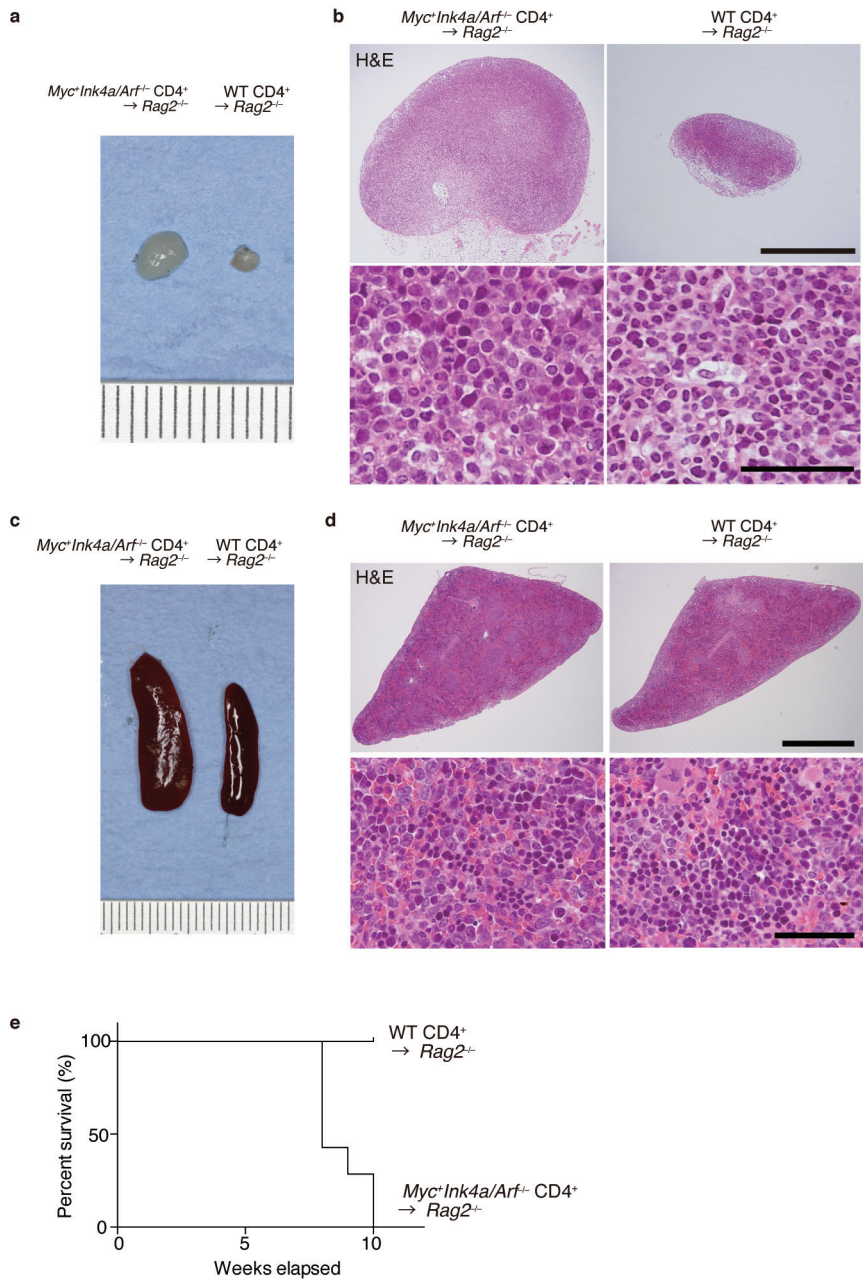 a
Myc⁺Ink4a/Arf⁻/⁻ CD4⁺
→ Rag2⁻/⁻
WT CD4⁺
→ Rag2⁻/⁻
b
Myc⁺Ink4a/Arf⁻/⁻ CD4⁺
→ Rag2⁻/⁻
WT CD4⁺
→ Rag2⁻/⁻
H&E
c
Myc⁺Ink4a/Arf⁻/⁻ CD4⁺
→ Rag2⁻/⁻
WT CD4⁺
→ Rag2⁻/⁻
d
Myc⁺Ink4a/Arf⁻/⁻ CD4⁺
→ Rag2⁻/⁻
WT CD4⁺
→ Rag2⁻/⁻
H&E
e
Percent survival (%)
100
50
0
0
5
10
Weeks elapsed
WT CD4⁺
→ Rag2⁻/⁻
Myc⁺Ink4a/Arf⁻/⁻ CD4⁺
→ Rag2⁻/⁻